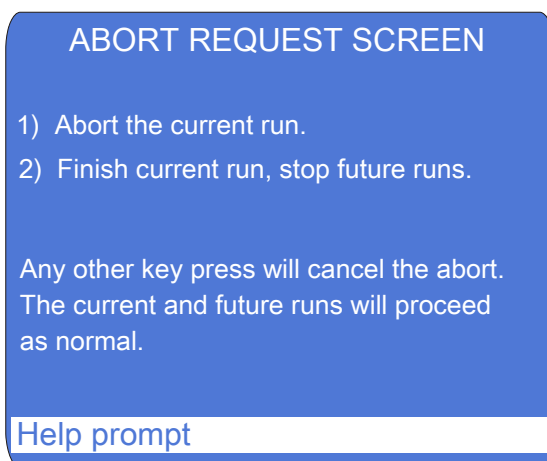 ABORT REQUEST SCREEN
1) Abort the current run.
2) Finish current run, stop future runs.
Any other key press will cancel the abort.
The current and future runs will proceed
as normal.
Help prompt